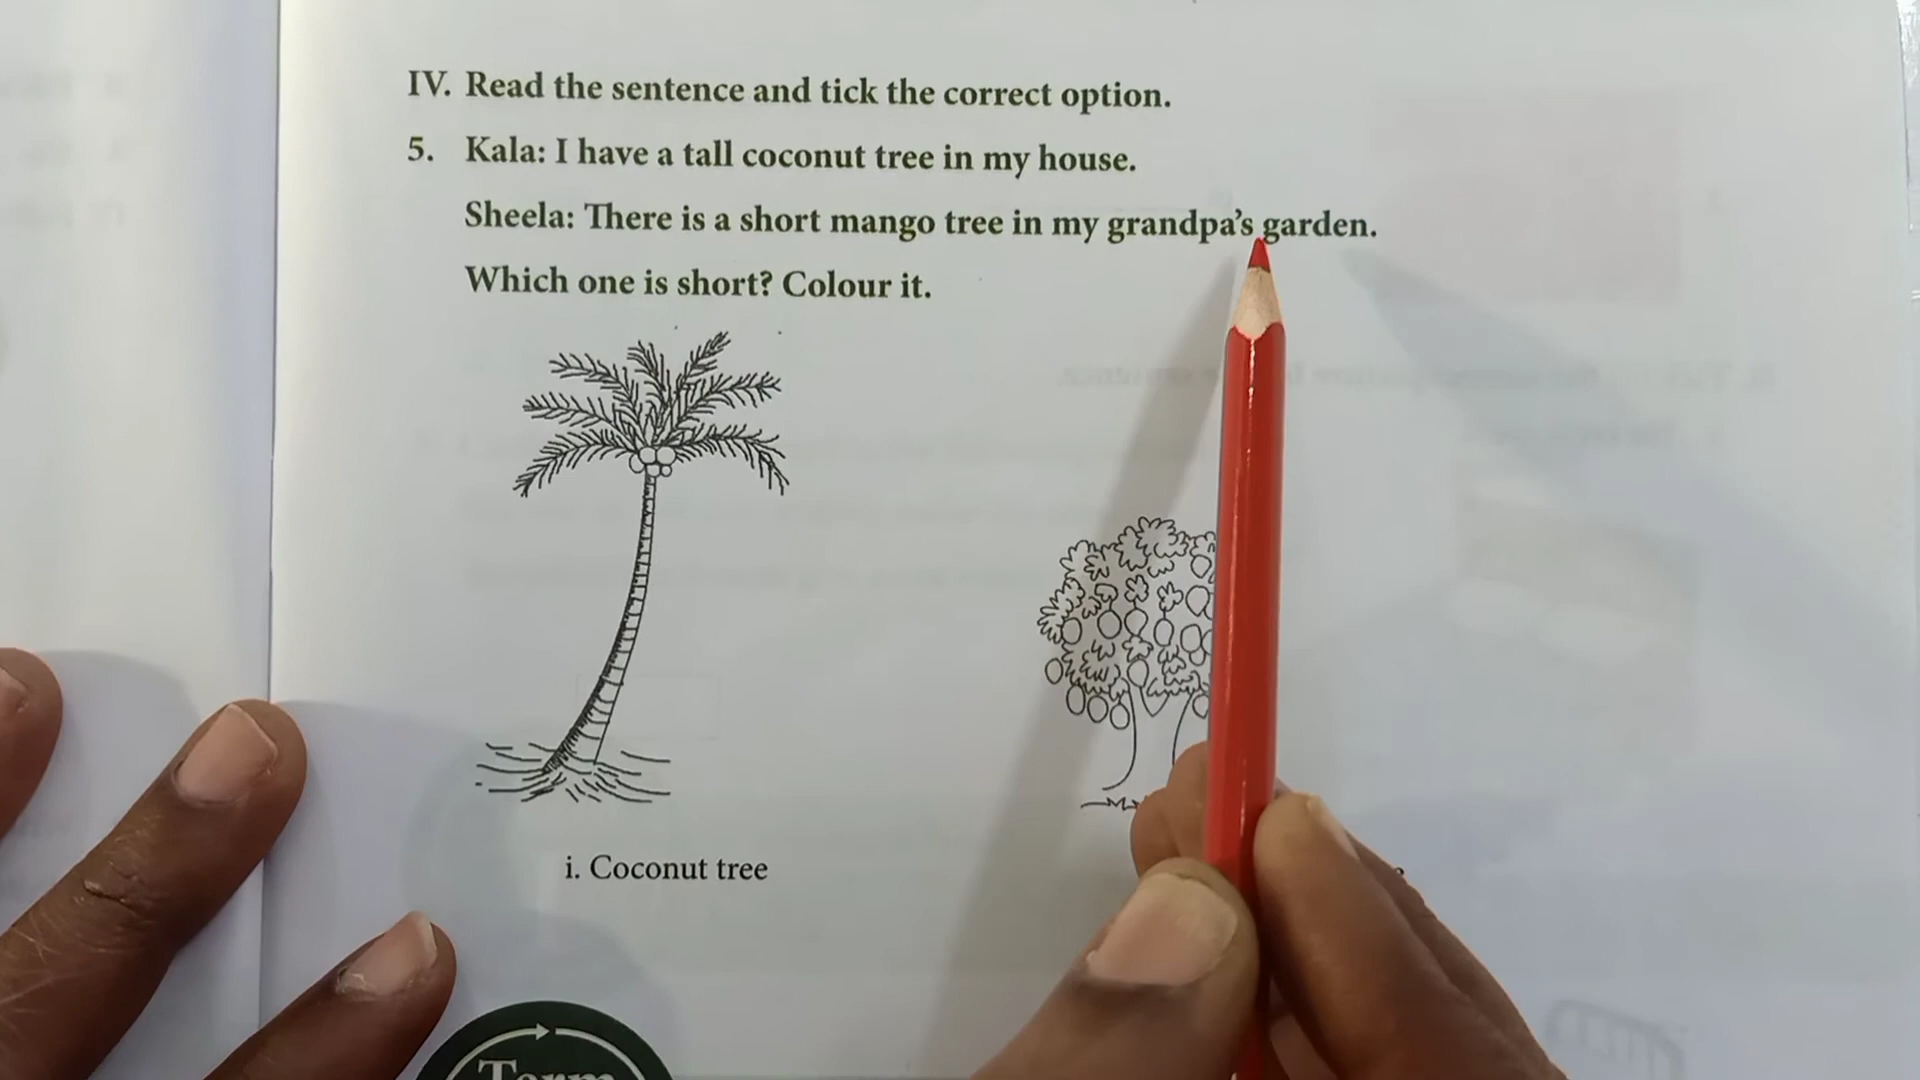 IV. Read the sentence and tick the correct option.
5. Kala: I have a tall coconut tree in my house.
Sheela: There is a short mango tree in my grandpa’s garden.
Which one is short? Colour it.
i. Coconut tree
Term